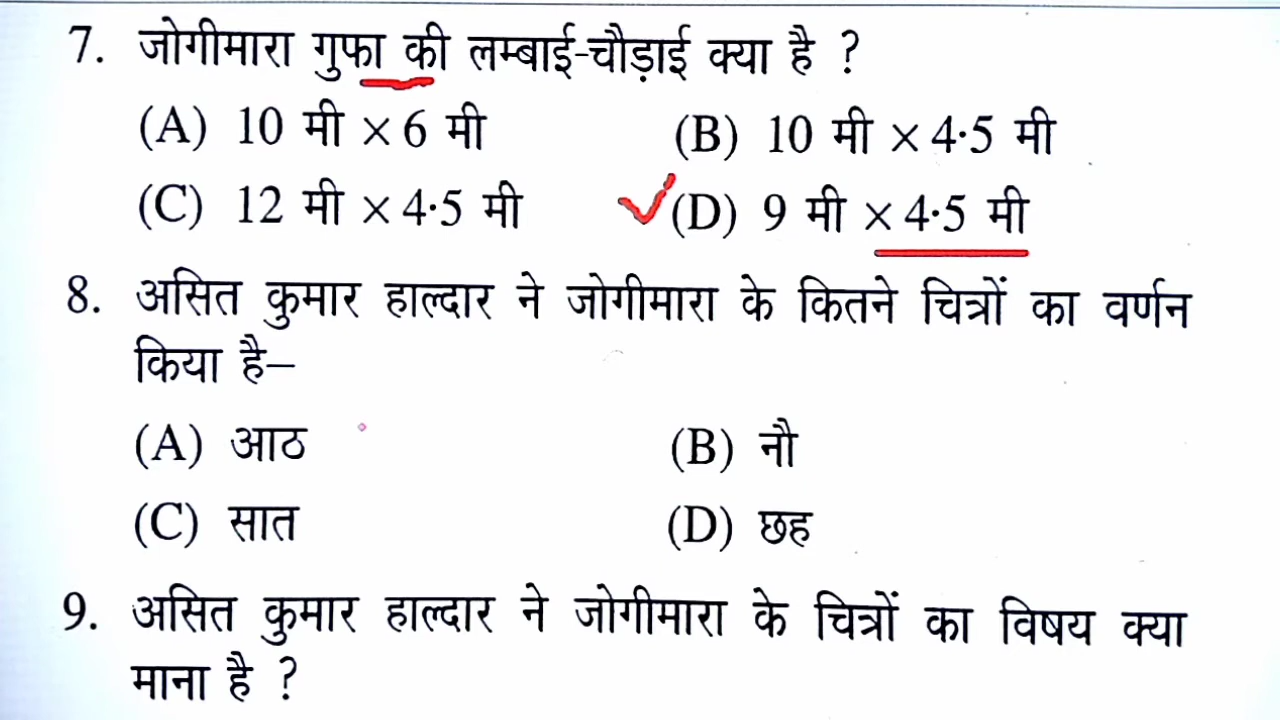 7. जोगीमारा गुफा की लम्बाई-चौड़ाई क्या है ?
(A) 10 मी × 6 मी (B) 10 मी × 4·5 मी
(C) 12 मी × 4·5 मी (D) 9 मी × 4·5 मी
8. असित कुमार हाल्दार ने जोगीमारा के कितने चित्रों का वर्णन
किया है–
(A) आठ (B) नौ
(C) सात (D) छह
9. असित कुमार हाल्दार ने जोगीमारा के चित्रों का विषय क्या
माना है ?